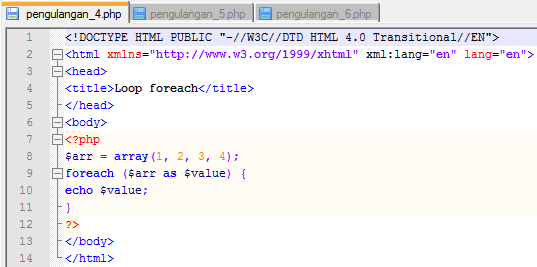 pengulangan_4.php pengulangan_5.php pengulangan_6.php
1 <!DOCTYPE HTML PUBLIC "-//W3C//DTD HTML 4.0 Transitional//EN">
2 <html xmlns="http://www.w3.org/1999/xhtml" xml:lang="en" lang="en">
3 <head>
4 <title>Loop foreach</title>
5 </head>
6 <body>
7 <?php
8 $arr = array(1, 2, 3, 4);
9 foreach ($arr as $value) {
10 echo $value;
11 }
12 ?>
13 </body>
14 </html>